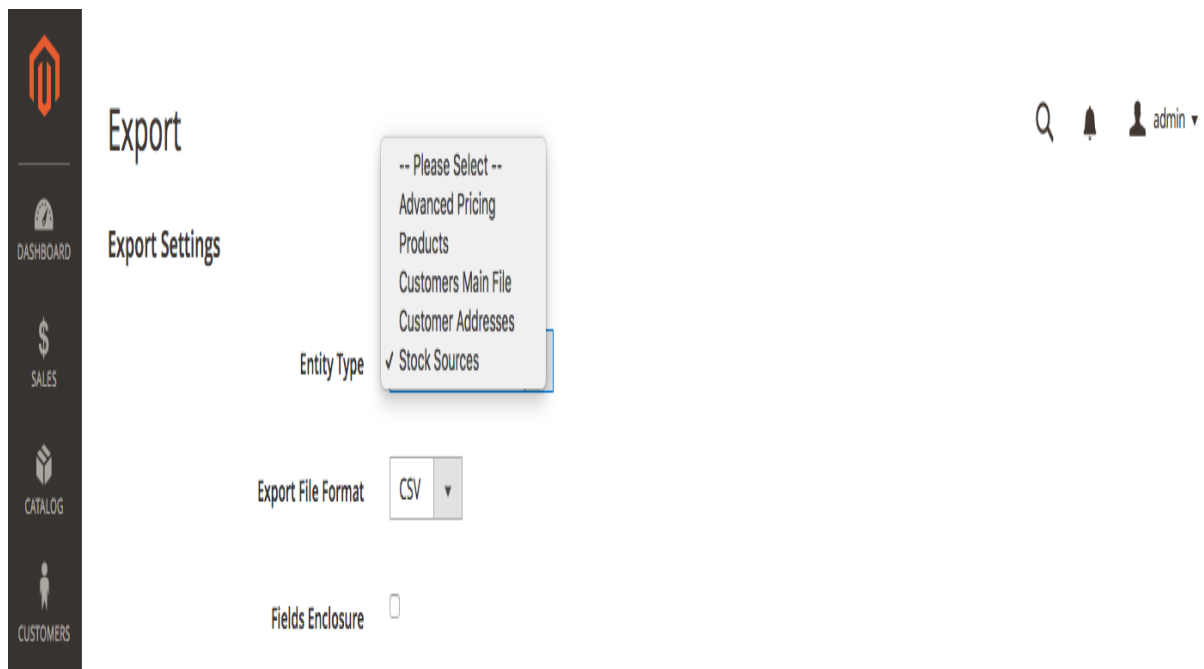 Export
admin
-- Please Select --
Advanced Pricing
Products
Customers Main File
Customer Addresses
✓ Stock Sources
Export Settings
Entity Type
Export File Format
CSV
Fields Enclosure
DASHBOARD
$
SALES
CATALOG
CUSTOMERS